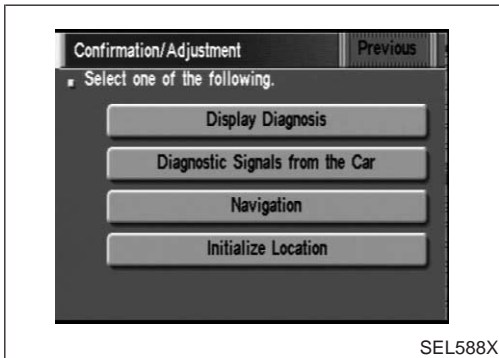 Confirmation/Adjustment Previous
Select one of the following.
Display Diagnosis
Diagnostic Signals from the Car
Navigation
Initialize Location
SEL588X